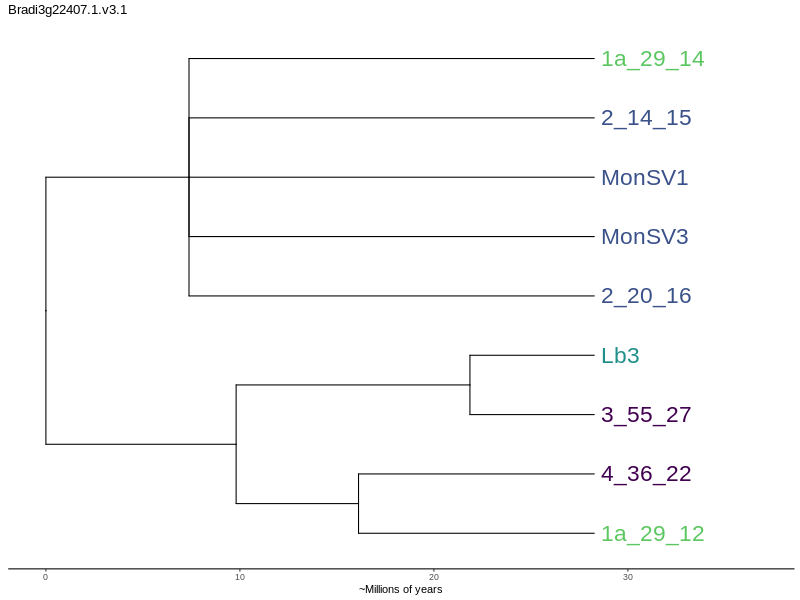 Bradi3g22407.1.v3.1
1a_29_14
2_14_15
MonSV1
MonSV3
2_20_16
Lb3
3_55_27
4_36_22
1a_29_12
0 10 20 30
~Millions of years